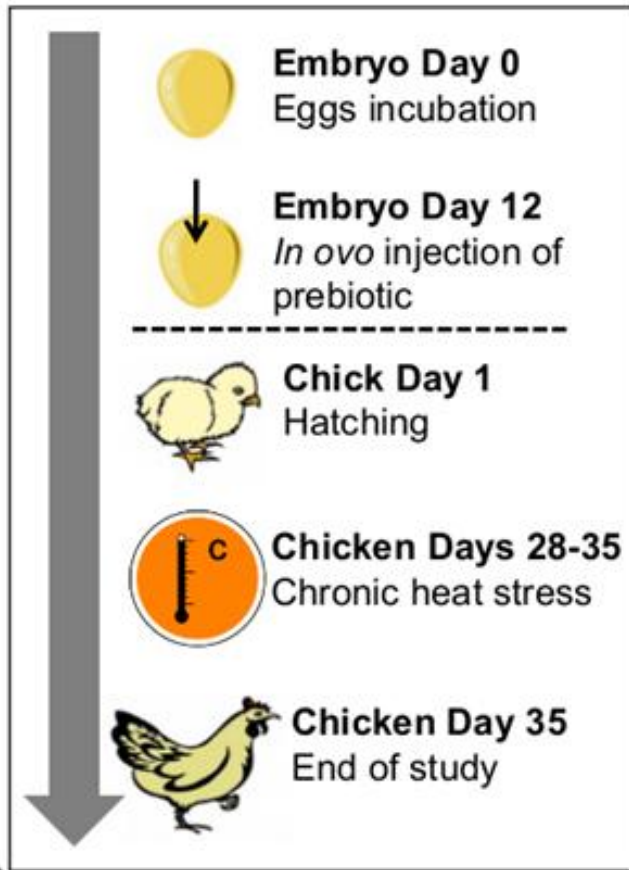 Embryo Day 0
Eggs incubation
Embryo Day 12
In ovo injection of
prebiotic
Chick Day 1
Hatching
C
Chicken Days 28-35
Chronic heat stress
Chicken Day 35
End of study